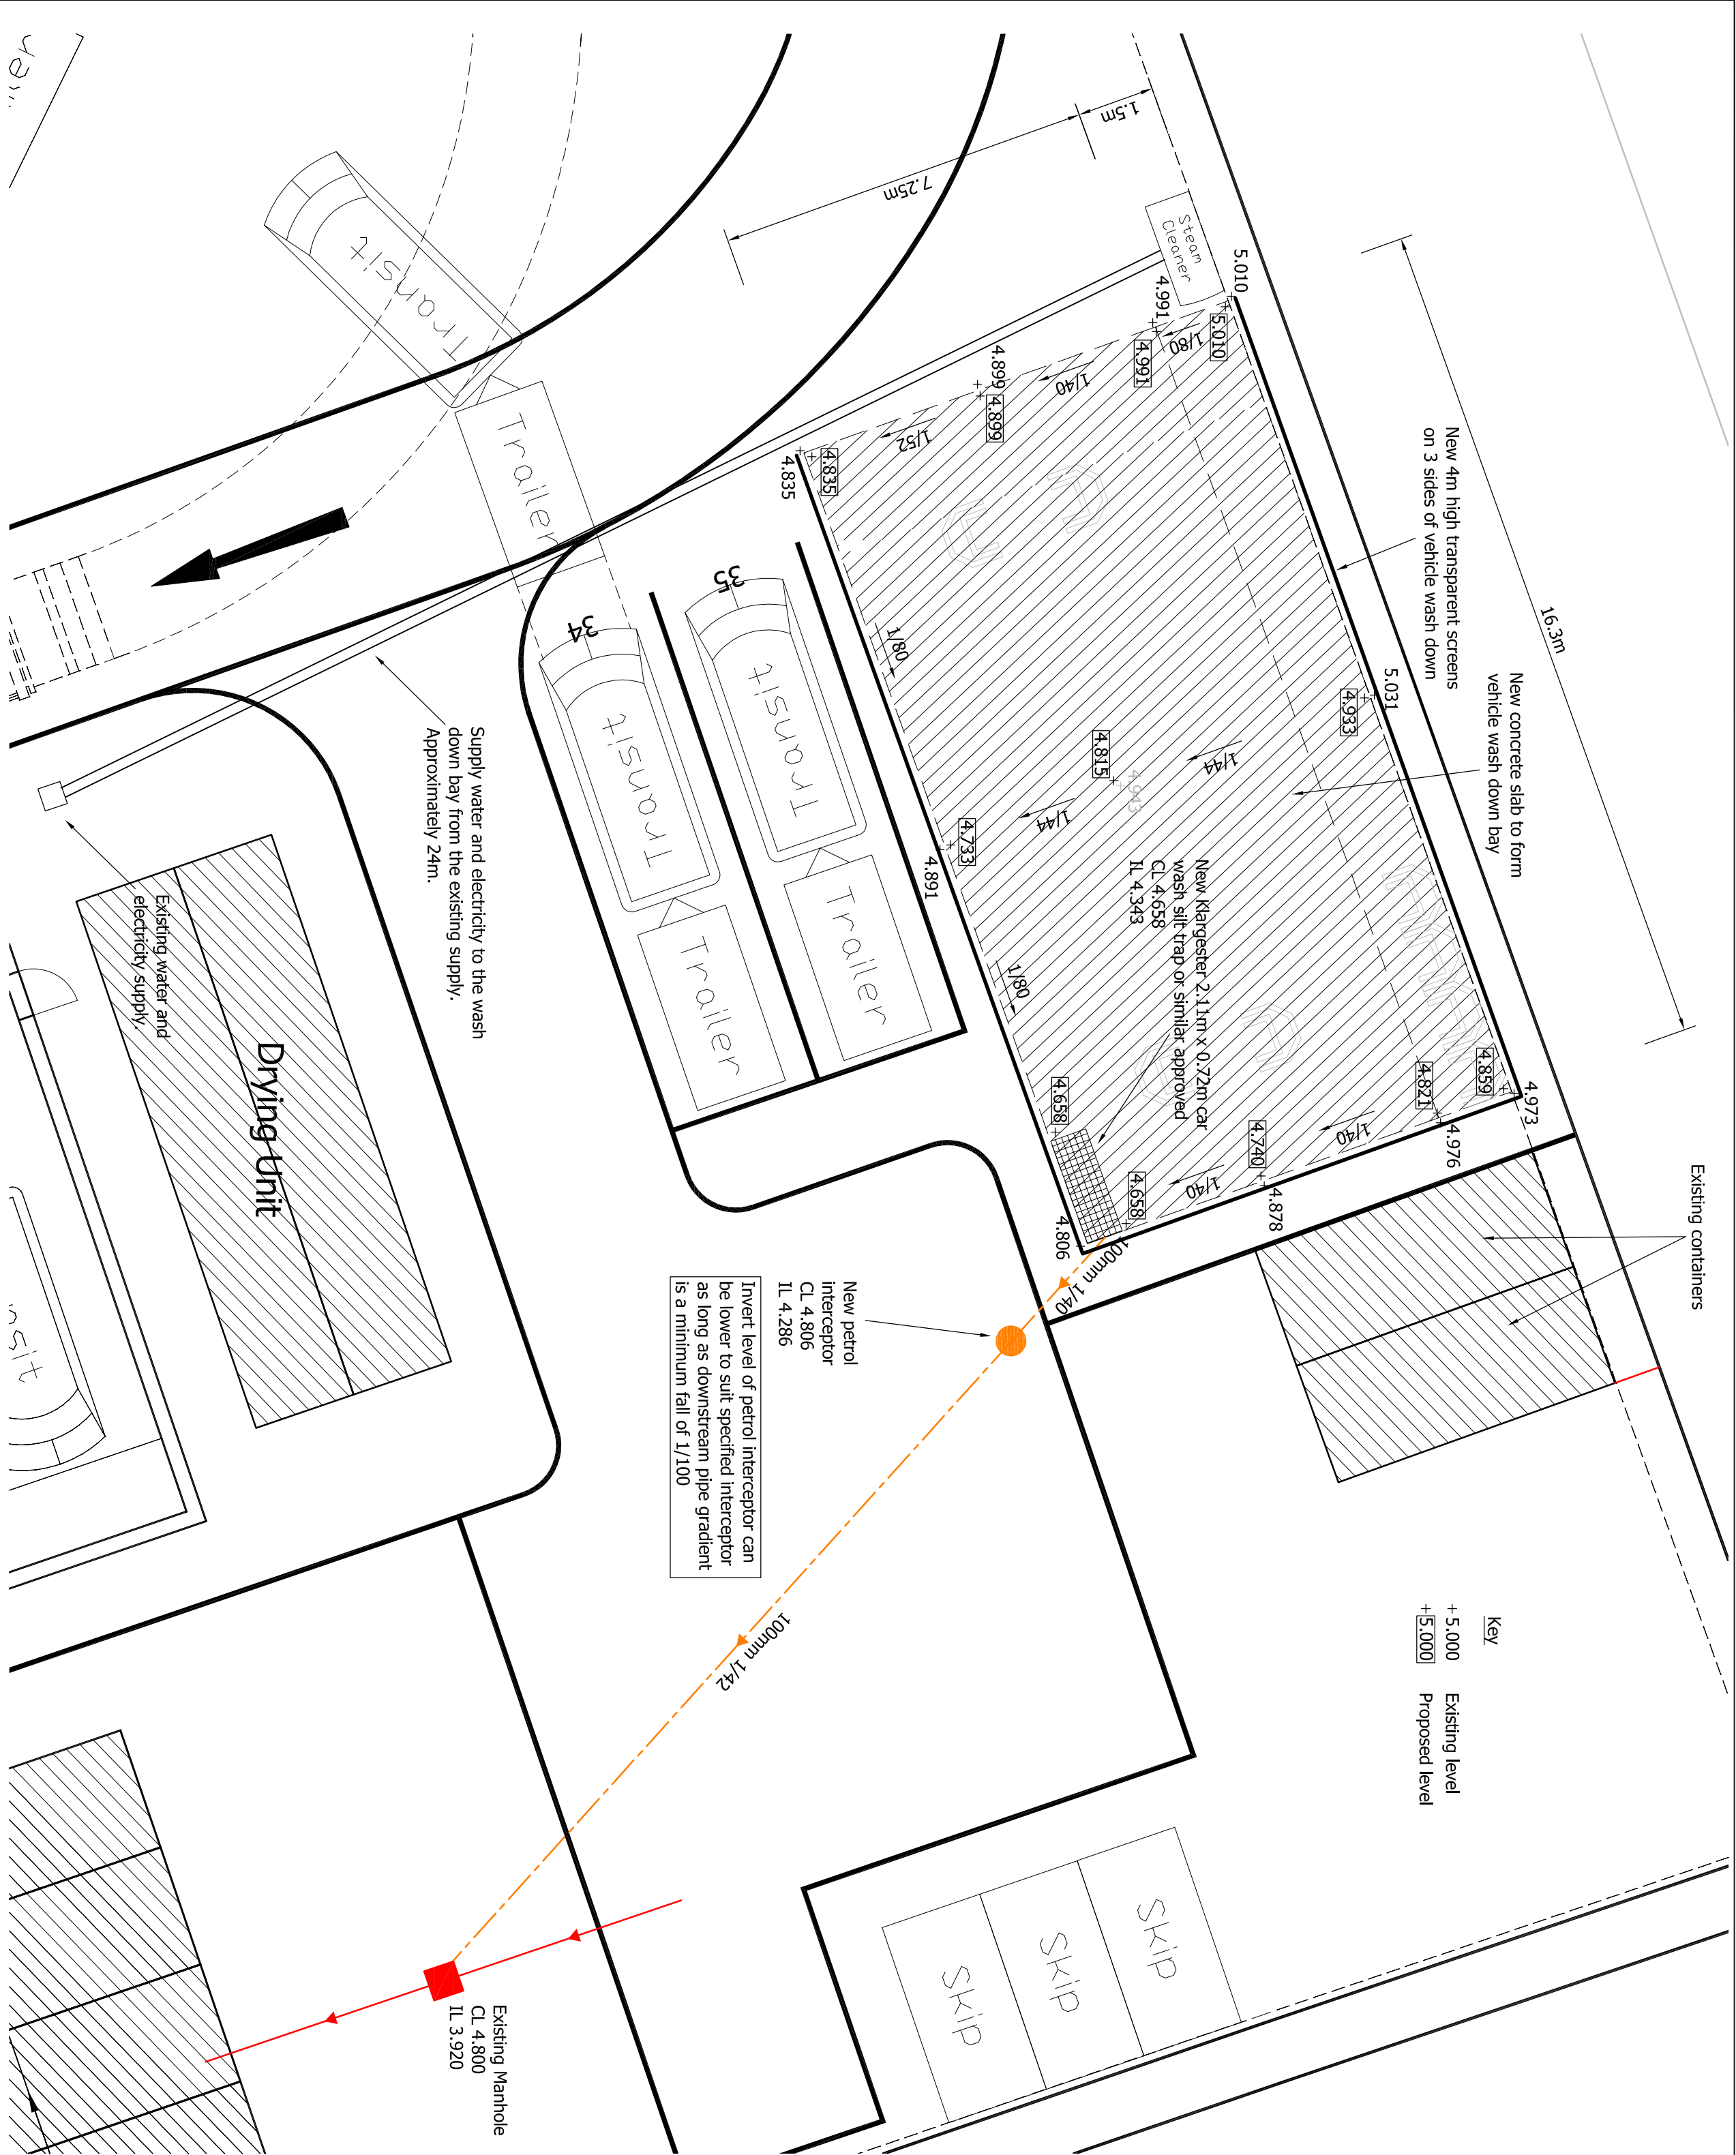 Existing containers
16.3m
New concrete slab to form
vehicle wash down bay
New 4m high transparent screens
on 3 sides of vehicle wash down
Key
+ 5.000 Existing level
+ 5.000 Proposed level
1.5m
7.25m
Steam
Cleaner
5.010
5.010
4.991
4.991
1/80
4.899
4.899
1/40
1/52
4.835
4.835
5.031
4.933
4.815
4.943
1/44
1/44
4.733
4.891
1/80
1/80
4.973
4.859
4.821
4.976
1/40
4.740
4.878
1/40
4.658
4.658
4.806
New Klargester 2.11m x 0.72m car
wash silt trap or similar approved
CL 4.658
IL 4.343
100mm 1/40
New petrol
interceptor
CL 4.806
IL 4.286
Invert level of petrol interceptor can
be lower to suit specified interceptor
as long as downstream pipe gradient
is a minimum fall of 1/100
100mm 1/42
Existing Manhole
CL 4.800
IL 3.920
Skip
Skip
Skip
Transit
Trailer
35
Transit
Trailer
34
Transit
Trailer
Supply water and electricity to the wash
down bay from the existing supply.
Approximately 24m.
Existing water and
electricity supply.
Drying Unit
nsit